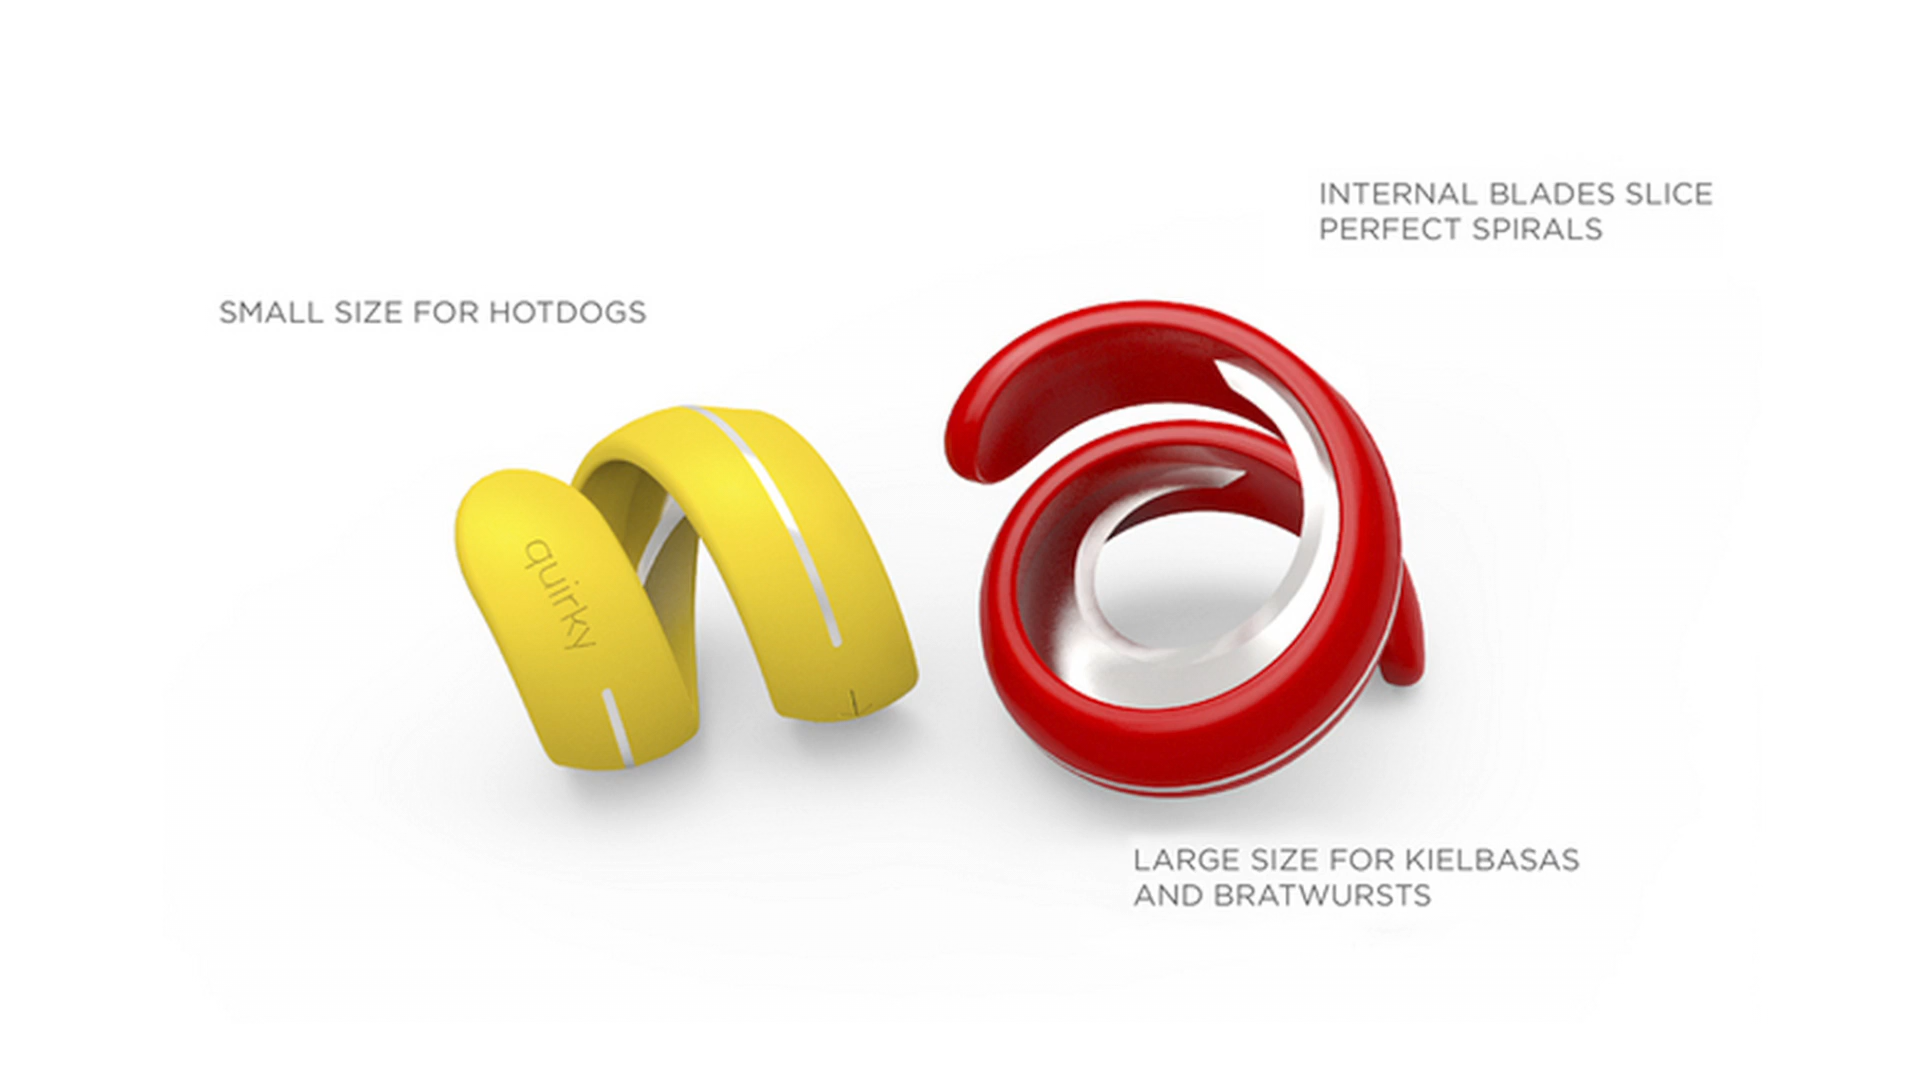 INTERNAL BLADES SLICE
PERFECT SPIRALS
SMALL SIZE FOR HOTDOGS
quirky
LARGE SIZE FOR KIELBASAS
AND BRATWURSTS